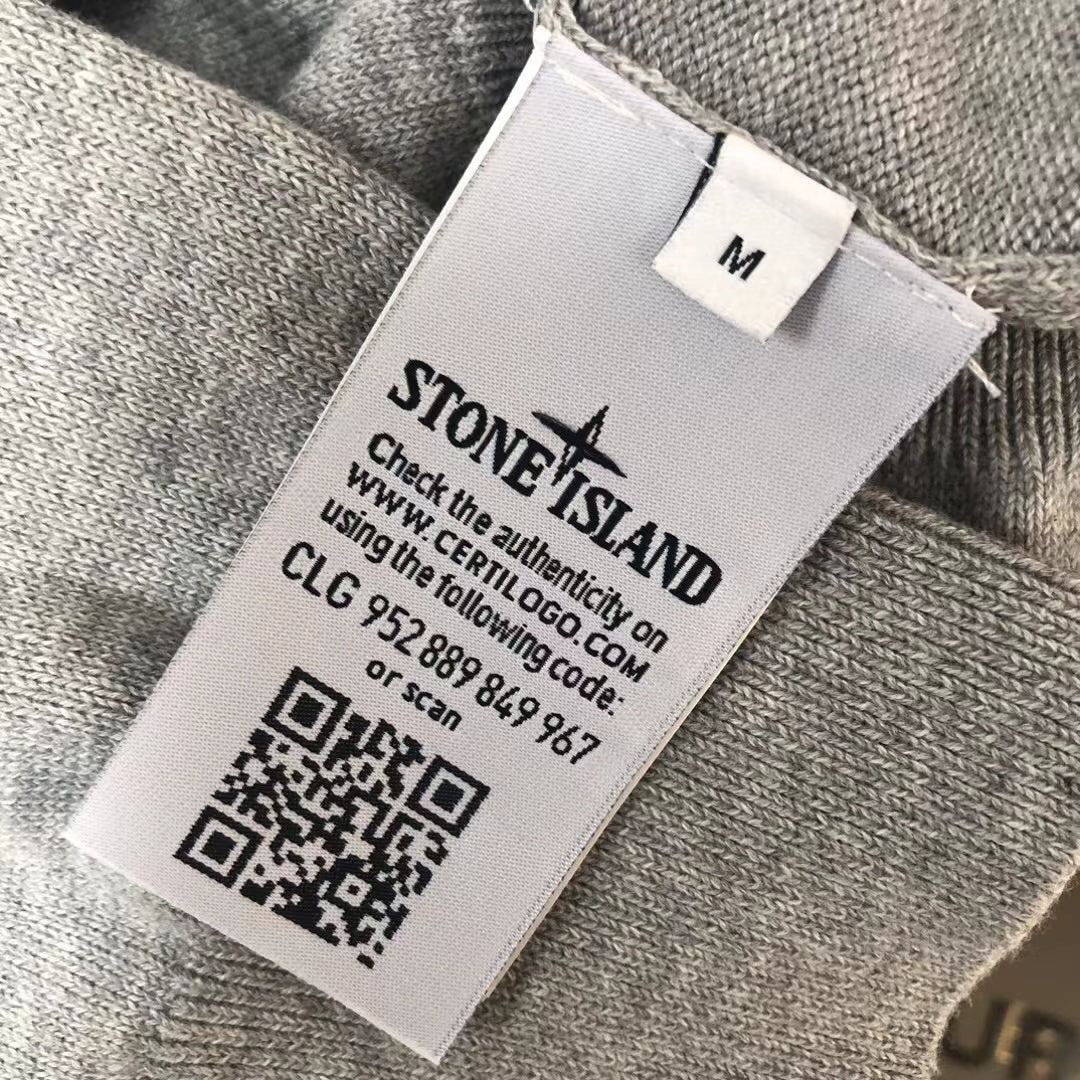 M
STONE ISLAND
Check the authenticity on
WWW.CERTILOGO.COM
using the following code:
CLG 952 889 849 967
or scan